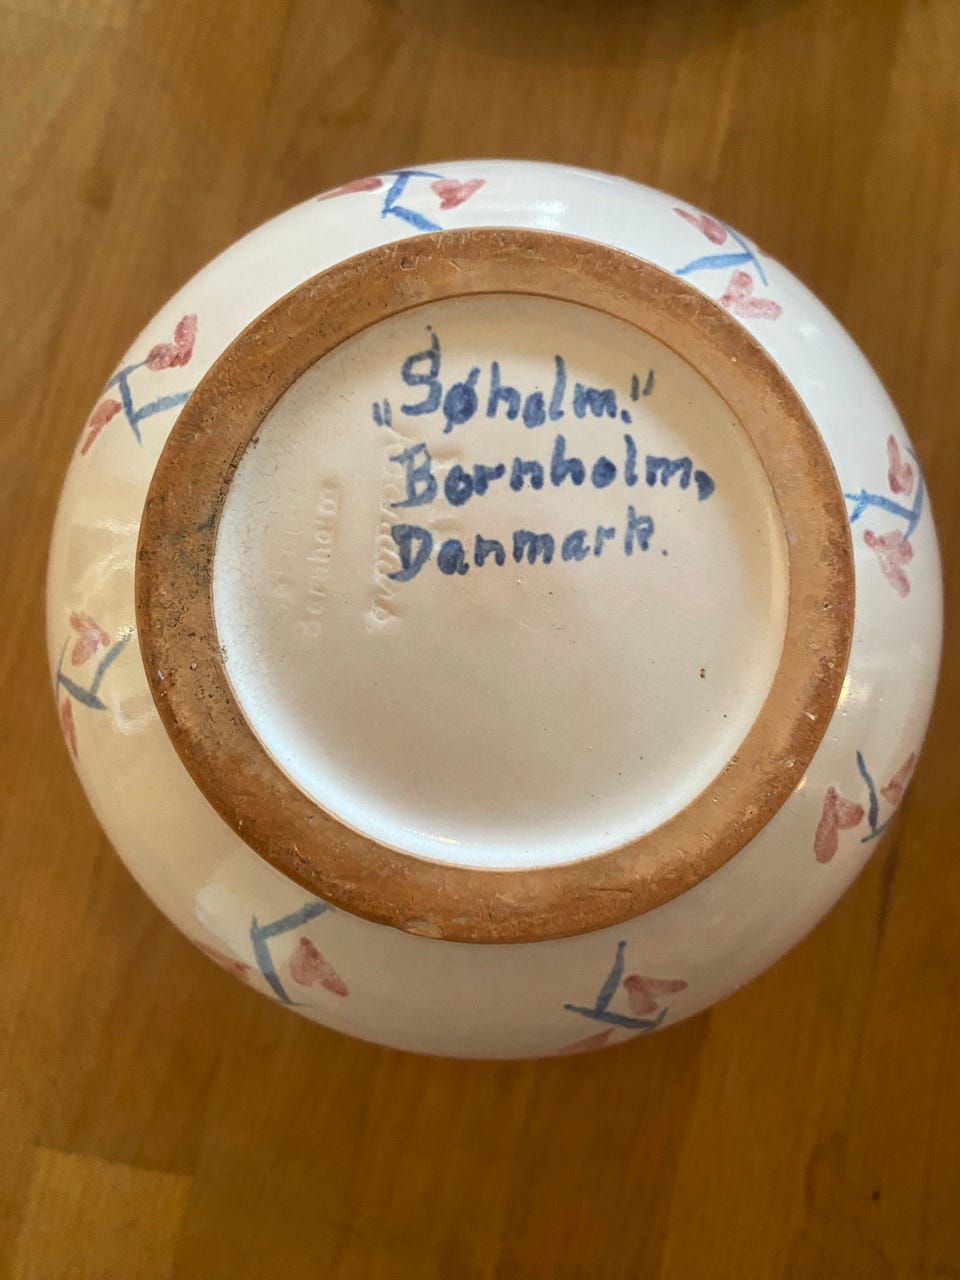 „Søholm."
Bornholm,
Danmark.